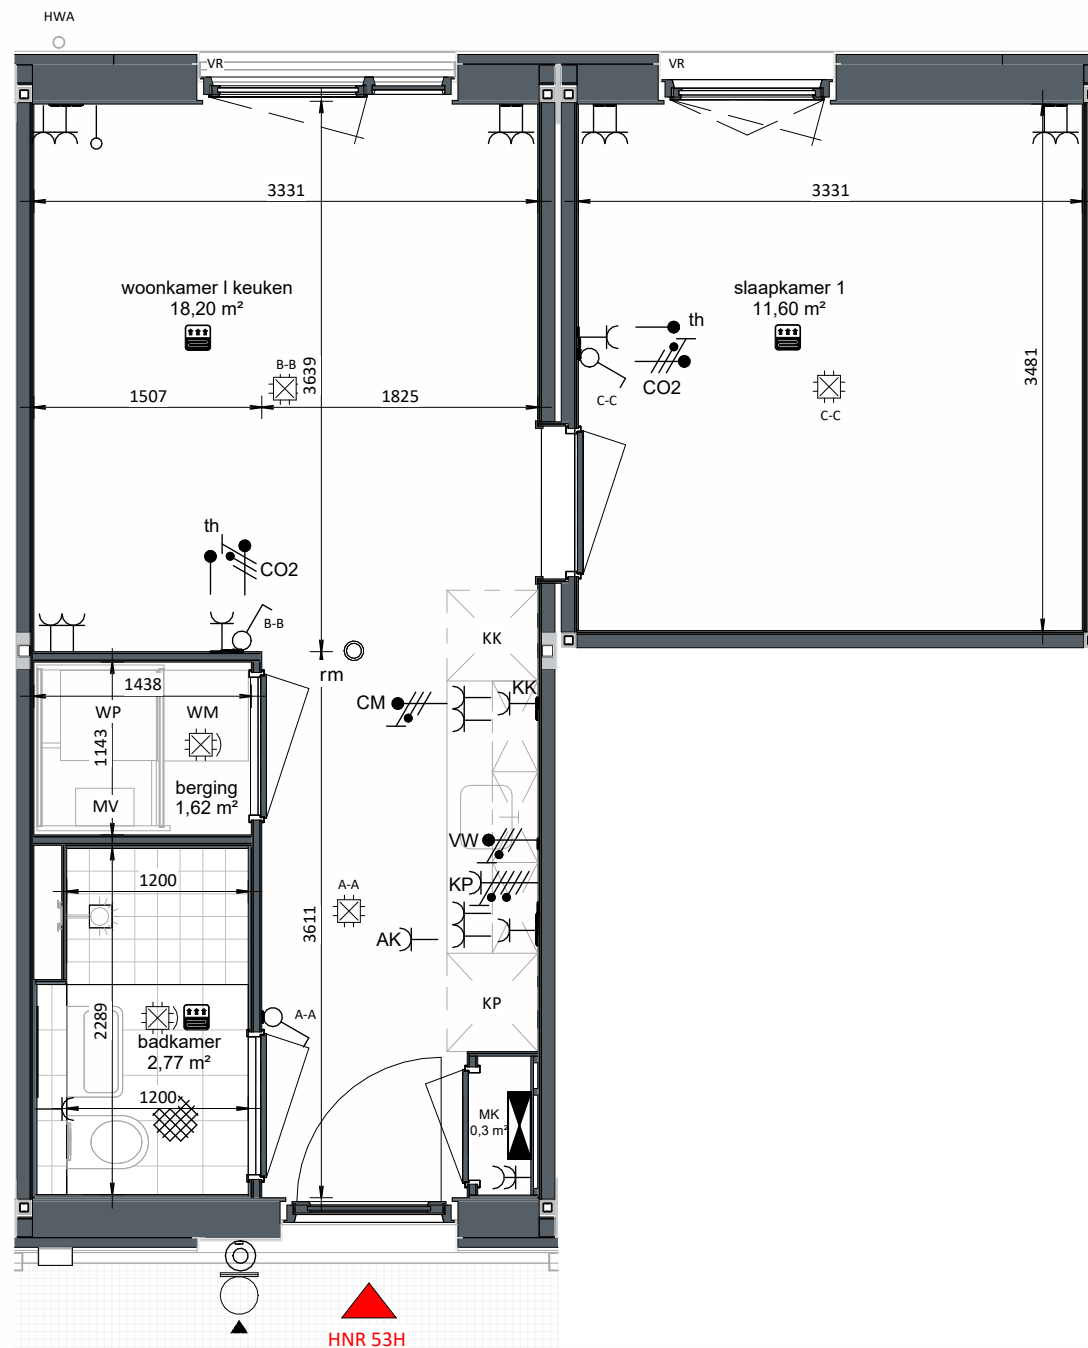 HWA
VR
VR
3331
3331
woonkamer I keuken
18,20 m²
slaapkamer 1
11,60 m²
th
CO2
B-B
3639
C-C
C-C
3481
1507
1825
th
CO2
B-B
KK
rm
1438
WP
WM
CM
KK
1143
berging
1,62 m²
MV
VW
1200
A-A
KP
3611
AK
2289
A-A
KP
badkamer
2,77 m²
1200
MK
0,3 m²
HNR 53H